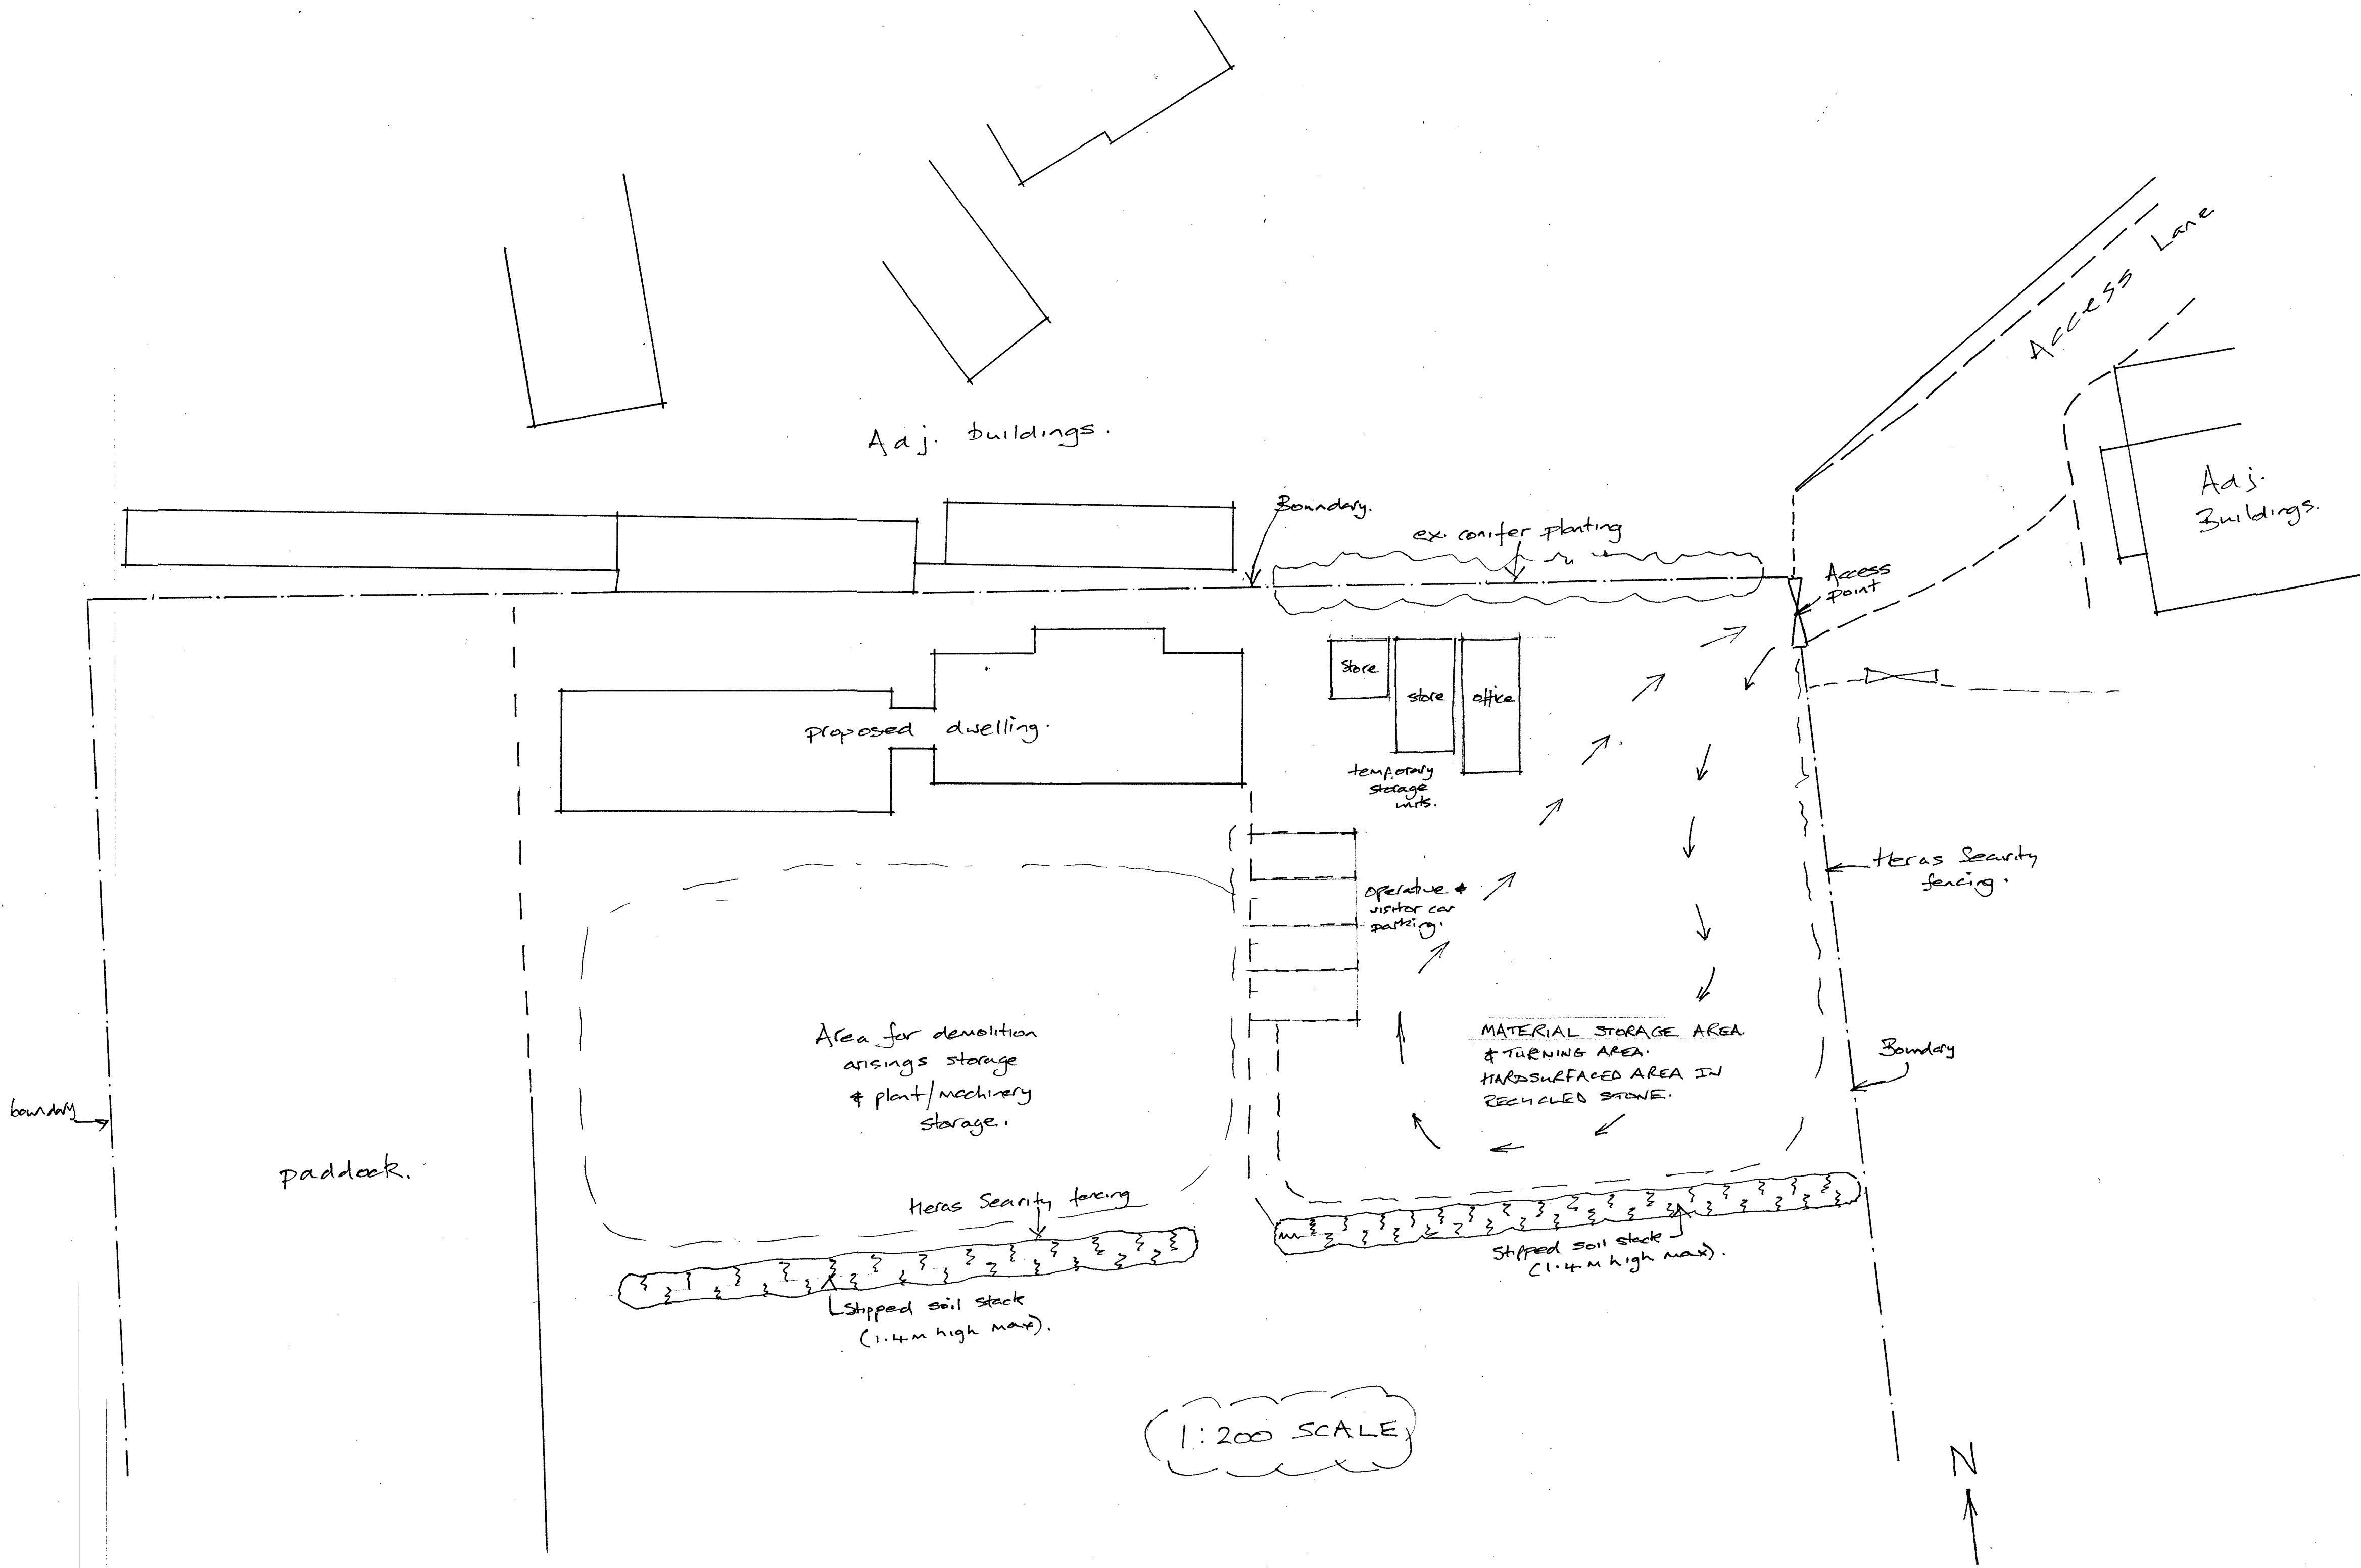 Access Lane
Adj. buildings.
Adj.
Buildings.
Boundary.
ex. conifer planting
Access
point
store
store
office
proposed dwelling.
temporary
storage
units.
Heras Security
fencing.
operative &
visitor car
parking.
Area for demolition
arisings storage
& plant/machinery
storage.
MATERIAL STORAGE AREA
& TURNING AREA.
HARDSURFACED AREA IN
RECYCLED STONE.
Boundary
boundary
paddock.
Heras Security fencing
Stipped soil stack
(1.4m high max).
Stipped soil stack
(1.4m high max).
1:200 SCALE
N